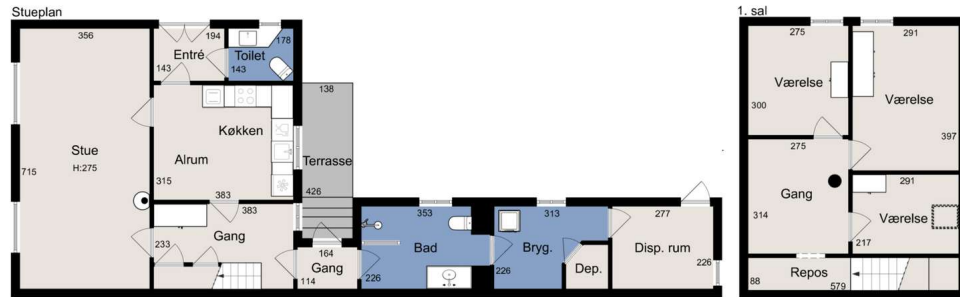 Stueplan
1. sal
356
194
178
Entré
Toilet
143
143
138
Køkken
Stue
H:275
Alrum
Terrasse
715
315
383
383
426
Gang
233
164
Gang
114
353
Bad
226
313
Bryg.
226
Dep.
277
Disp. rum
226
275
291
Værelse
Værelse
300
397
275
291
Gang
314
Værelse
217
Repos
88
579